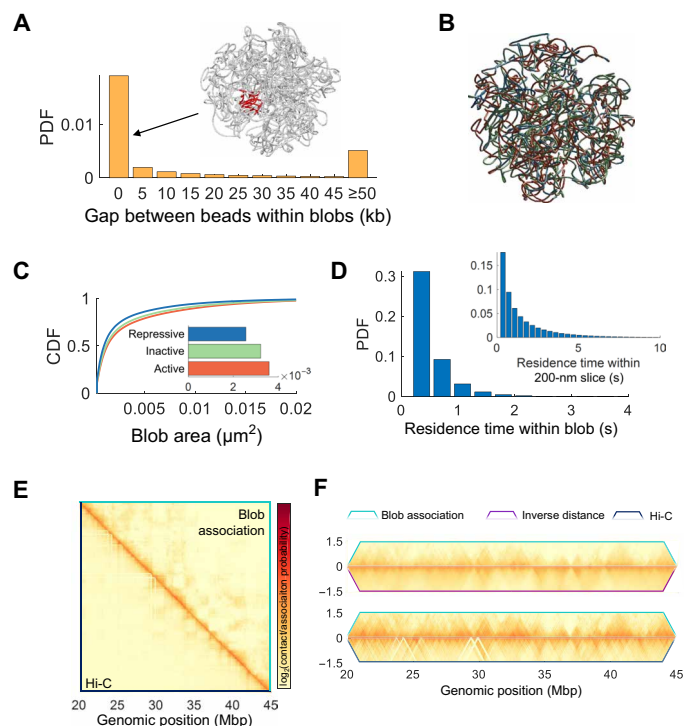 A
B
PDF
0.01
0
0 5 10 15 20 25 30 35 40 45 ≥50
Gap between beads within blobs (kb)
C
CDF
1
0.5
0
Repressive
Inactive
Active
0 2 4 ×10⁻³
0.005 0.01 0.015 0.02
Blob area (µm²)
D
PDF
0.3
0.2
0.1
0
0 1 2 3 4
Residence time within blob (s)
0.15
0.1
0.05
0
0 5 10
Residence time within
200-nm slice (s)
E
Blob
association
Hi-C
log₂(contact/associaiton probability)
20 25 30 35 40 45
Genomic position (Mbp)
F
Blob association
Inverse distance
Hi-C
1.5
0
−1.5
1.5
0
−1.5
20 25 30 35 40 45
Genomic position (Mbp)